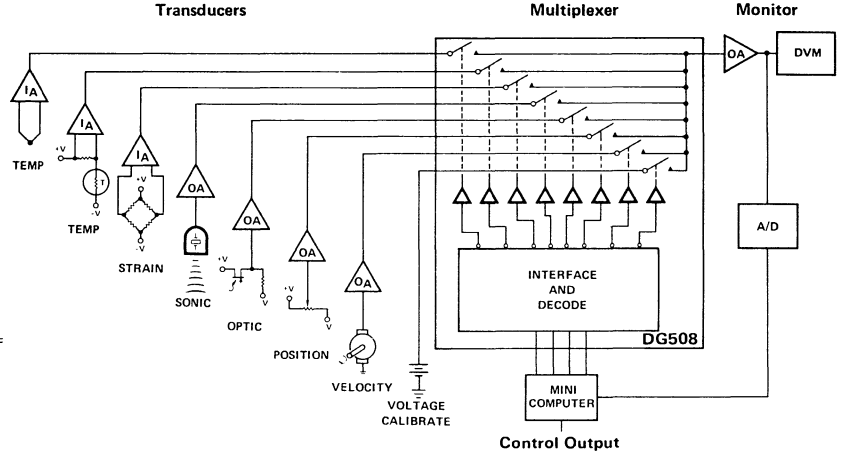 Transducers
Multiplexer
Monitor
IA
TEMP
IA
+V
T
-V
TEMP
IA
+V
-V
STRAIN
OA
SONIC
OA
+V
V
OPTIC
OA
+V
V
POSITION
OA
VELOCITY
VOLTAGE
CALIBRATE
INTERFACE
AND
DECODE
DG508
MINI
COMPUTER
Control Output
OA
DVM
A/D